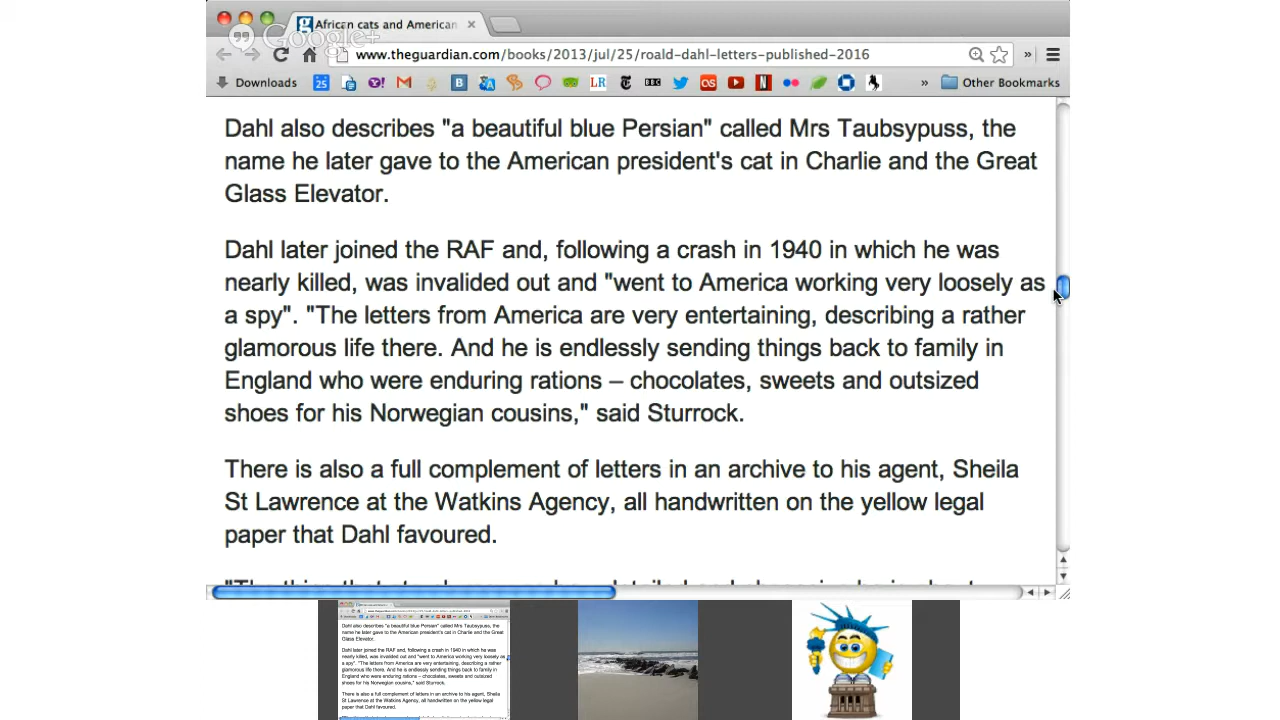 African cats and American
Google+
www.theguardian.com/books/2013/jul/25/roald-dahl-letters-published-2016
Downloads
Other Bookmarks
Dahl also describes "a beautiful blue Persian" called Mrs Taubsypuss, the
name he later gave to the American president's cat in Charlie and the Great
Glass Elevator.
Dahl later joined the RAF and, following a crash in 1940 in which he was
nearly killed, was invalided out and "went to America working very loosely as
a spy". "The letters from America are very entertaining, describing a rather
glamorous life there. And he is endlessly sending things back to family in
England who were enduring rations – chocolates, sweets and outsized
shoes for his Norwegian cousins," said Sturrock.
There is also a full complement of letters in an archive to his agent, Sheila
St Lawrence at the Watkins Agency, all handwritten on the yellow legal
paper that Dahl favoured.